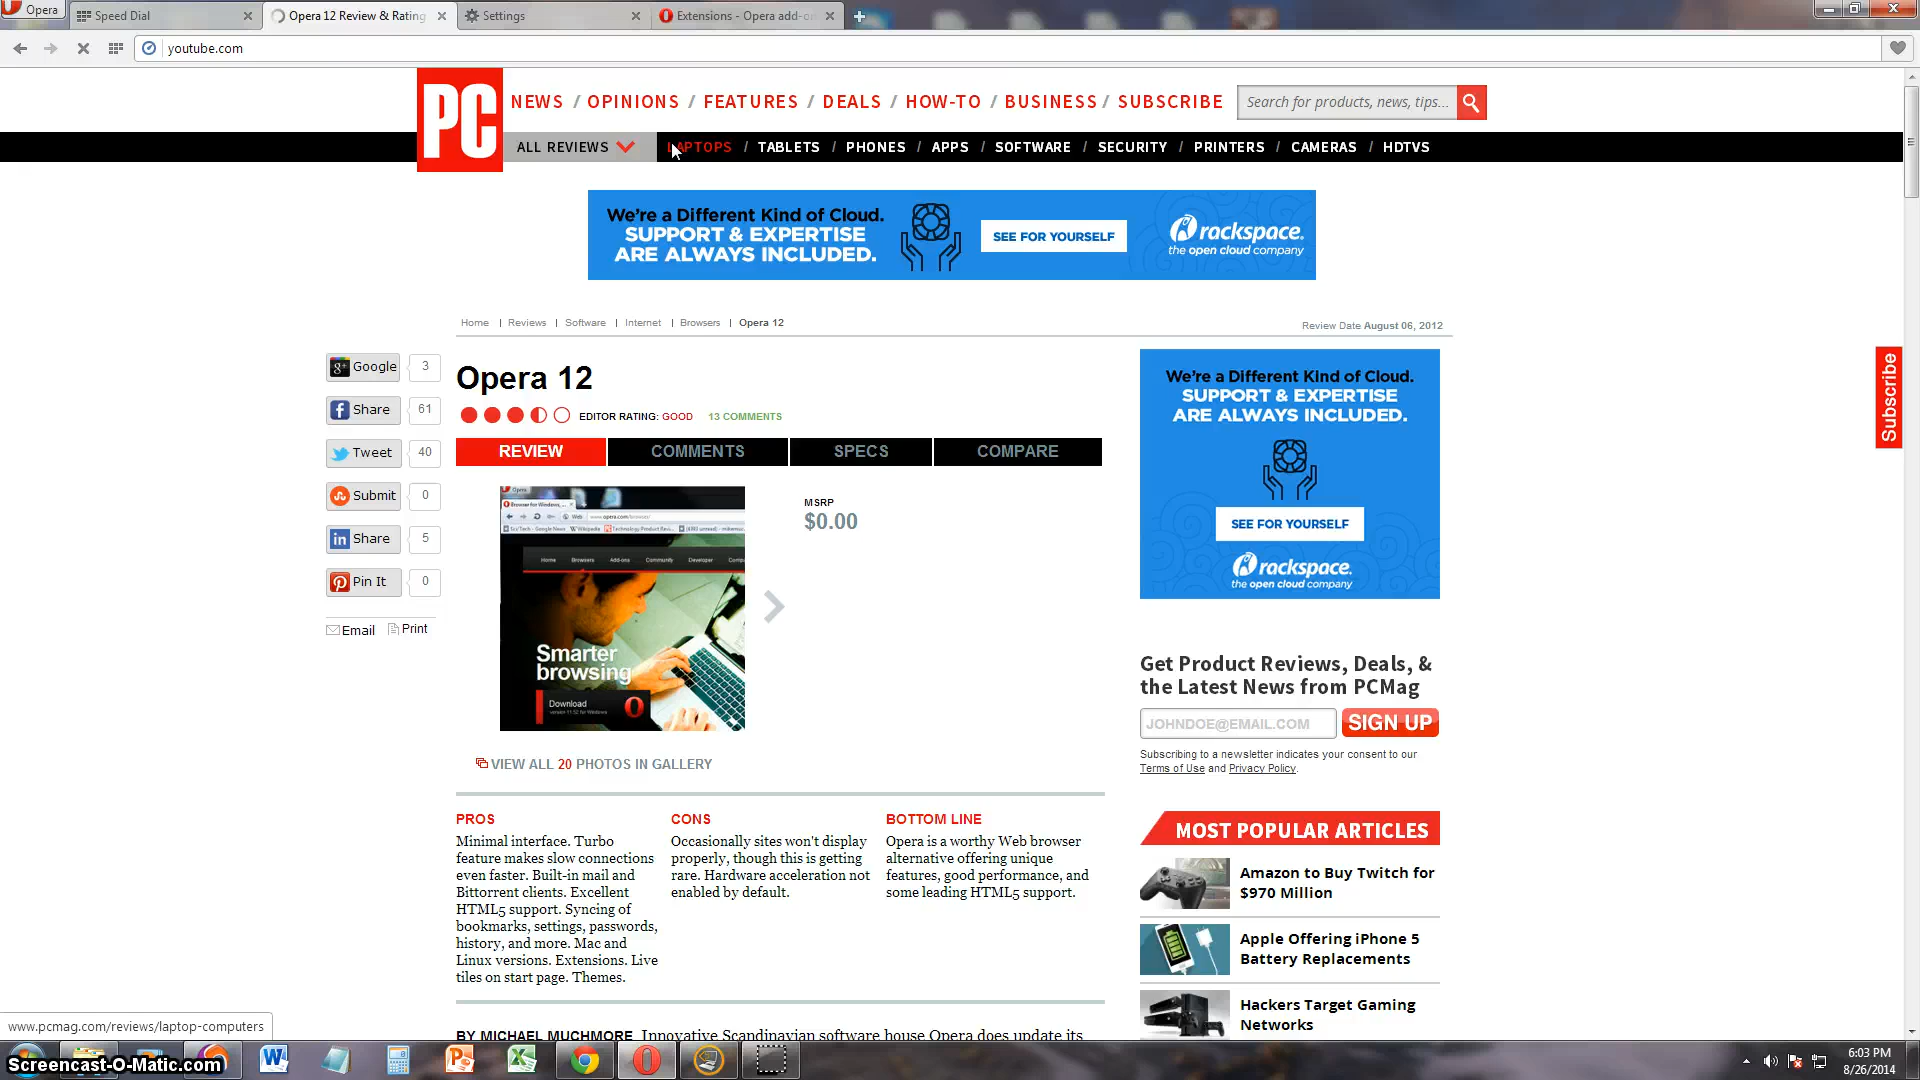 Opera
Speed Dial
Opera 12 Review & Rating
Settings
Extensions - Opera add-on
youtube.com
PC
NEWS / OPINIONS / FEATURES / DEALS / HOW-TO / BUSINESS / SUBSCRIBE
Search for products, news, tips...
ALL REVIEWS
LAPTOPS / TABLETS / PHONES / APPS / SOFTWARE / SECURITY / PRINTERS / CAMERAS / HDTVS
We're a Different Kind of Cloud.
SUPPORT & EXPERTISE
ARE ALWAYS INCLUDED.
SEE FOR YOURSELF
rackspace.
the open cloud company
Home | Reviews | Software | Internet | Browsers | Opera 12
Review Date August 06, 2012
Subscribe
Google 3
Share 61
Tweet 40
Submit 0
Share 5
Pin It 0
Email Print
Opera 12
EDITOR RATING: GOOD 13 COMMENTS
REVIEW COMMENTS SPECS COMPARE
Smarter
browsing
Download
MSRP
$0.00
VIEW ALL 20 PHOTOS IN GALLERY
We're a Different Kind of Cloud.
SUPPORT & EXPERTISE
ARE ALWAYS INCLUDED.
SEE FOR YOURSELF
rackspace.
the open cloud company
Get Product Reviews, Deals, &
the Latest News from PCMag
JOHNDOE@EMAIL.COM
SIGN UP
Subscribing to a newsletter indicates your consent to our
Terms of Use and Privacy Policy.
PROS
Minimal interface. Turbo
feature makes slow connections
even faster. Built-in mail and
Bittorrent clients. Excellent
HTML5 support. Syncing of
bookmarks, settings, passwords,
history, and more. Mac and
Linux versions. Extensions. Live
tiles on start page. Themes.
CONS
Occasionally sites won't display
properly, though this is getting
rare. Hardware acceleration not
enabled by default.
BOTTOM LINE
Opera is a worthy Web browser
alternative offering unique
features, good performance, and
some leading HTML5 support.
MOST POPULAR ARTICLES
Amazon to Buy Twitch for
$970 Million
Apple Offering iPhone 5
Battery Replacements
Hackers Target Gaming
Networks
BY MICHAEL MUCHMORE Innovative Scandinavian software house Opera does update its
www.pcmag.com/reviews/laptop-computers
Screencast-O-Matic.com
6:03 PM
8/26/2014